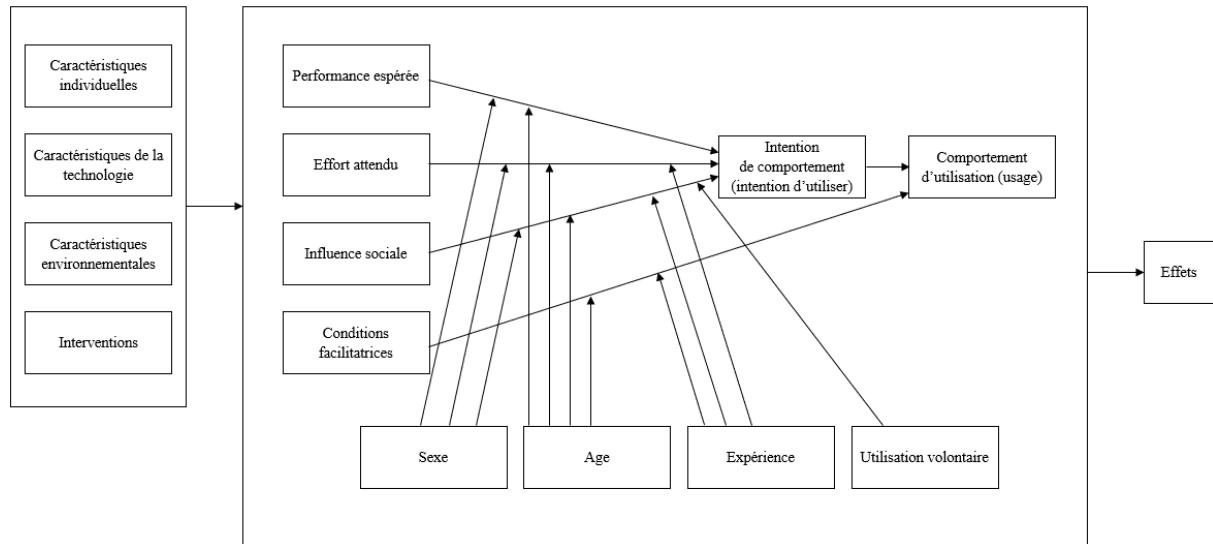 Caractéristiques
individuelles
Caractéristiques de la
technologie
Caractéristiques
environnementales
Interventions
Performance espérée
Effort attendu
Influence sociale
Conditions
facilitatrices
Intention
de comportement
(intention d'utiliser)
Comportement
d'utilisation (usage)
Sexe
Age
Expérience
Utilisation volontaire
Effets